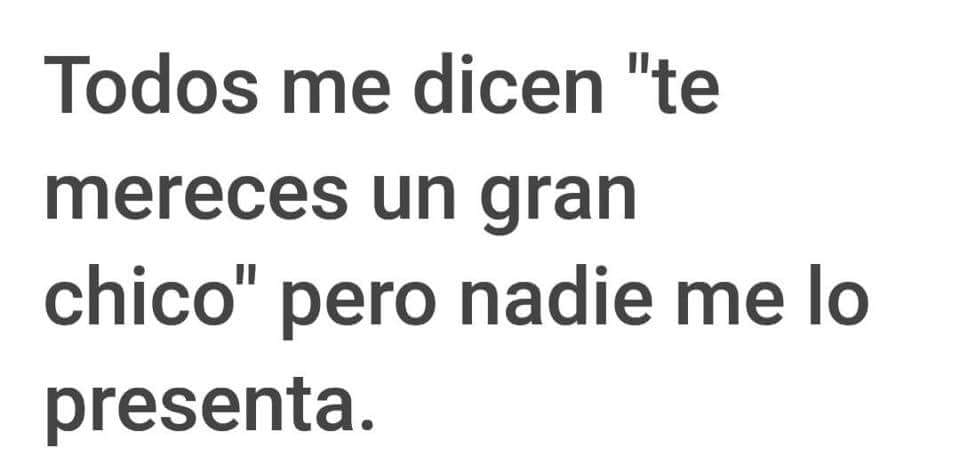 Todos me dicen "te
mereces un gran
chico" pero nadie me lo
presenta.